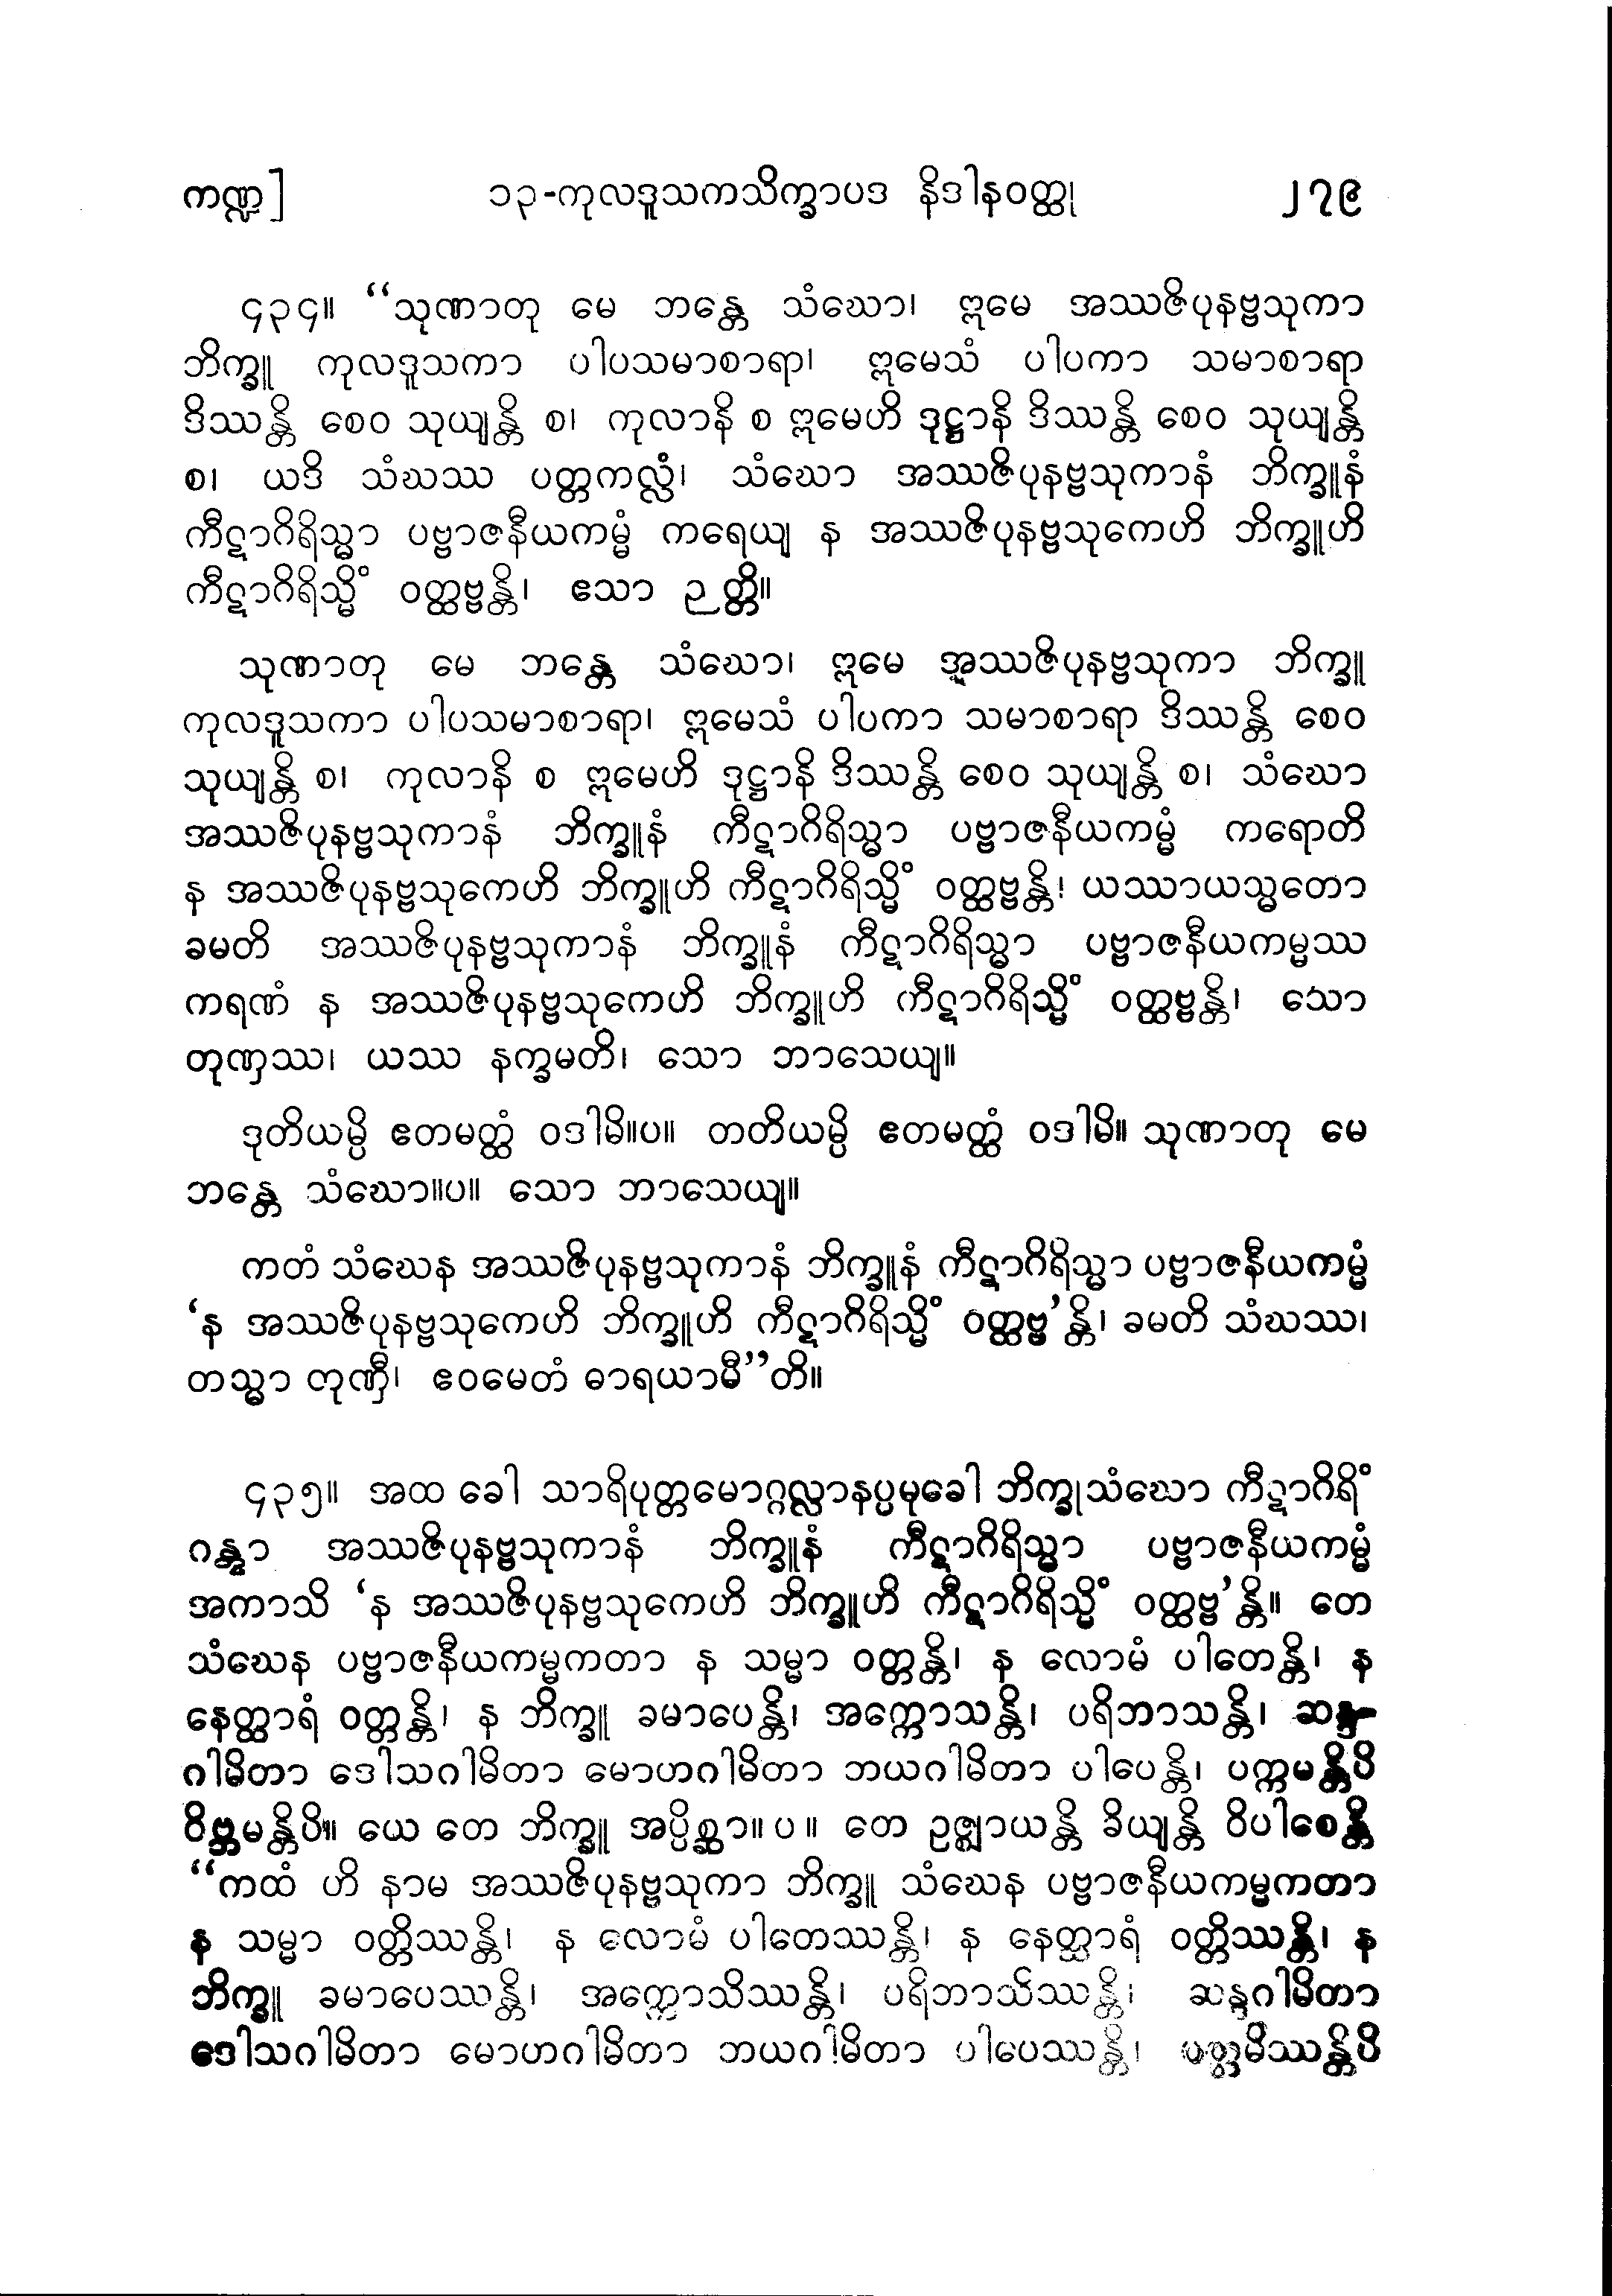 ကဏ္ဍ] ၁၃-ကုလဒူသကသိက္ခာပဒ နိဒါနဝတ္ထု ၂၇၉
၄၃၄။ “သုဏာတု မေ ဘန္တေ သံဃော၊ ဣမေ အဿဇိပုနဗ္ဗသုကာ
ဘိက္ခူ ကုလဒူသကာ ပါပသမာစာရာ၊ ဣမေသံ ပါပကာ သမာစာရာ
ဒိဿန္တိ စေဝ သုယျန္တိ စ၊ ကုလာနိ စ ဣမေဟိ ဒုဋ္ဌာနိ ဒိဿန္တိ စေဝ သုယျန္တိ
စ၊ ယဒိ သံဃဿ ပတ္တကလ္လံ၊ သံဃော အဿဇိပုနဗ္ဗသုကာနံ ဘိက္ခူနံ
ကီဋာဂိရိသ္မာ ပဗ္ဗာဇနီယကမ္မံ ကရေယျ န အဿဇိပုနဗ္ဗသုကေဟိ ဘိက္ခူဟိ
ကီဋာဂိရိသ္မိံ ဝတ္ထဗ္ဗန္တိ၊ ဧသာ ဉတ္တိ။
သုဏာတု မေ ဘန္တေ သံဃော၊ ဣမေ အဿဇိပုနဗ္ဗသုကာ ဘိက္ခူ
ကုလဒူသကာ ပါပသမာစာရာ၊ ဣမေသံ ပါပကာ သမာစာရာ ဒိဿန္တိ စေဝ
သုယျန္တိ စ၊ ကုလာနိ စ ဣမေဟိ ဒုဋ္ဌာနိ ဒိဿန္တိ စေဝ သုယျန္တိ စ၊ သံဃော
အဿဇိပုနဗ္ဗသုကာနံ ဘိက္ခူနံ ကီဋာဂိရိသ္မာ ပဗ္ဗာဇနီယကမ္မံ ကရောတိ
န အဿဇိပုနဗ္ဗသုကေဟိ ဘိက္ခူဟိ ကီဋာဂိရိသ္မိံ ဝတ္ထဗ္ဗန္တိ၊ ယဿာယသ္မတော
ခမတိ အဿဇိပုနဗ္ဗသုကာနံ ဘိက္ခူနံ ကီဋာဂိရိသ္မာ ပဗ္ဗာဇနီယကမ္မဿ
ကရဏံ န အဿဇိပုနဗ္ဗသုကေဟိ ဘိက္ခူဟိ ကီဋာဂိရိသ္မိံ ဝတ္ထဗ္ဗန္တိ၊ သော
တုဏှဿ၊ ယဿ နက္ခမတိ၊ သော ဘာသေယျ။
ဒုတိယမ္ပိ ဧတမတ္ထံ ဝဒါမိ။ပ။ တတိယမ္ပိ ဧတမတ္ထံ ဝဒါမိ။ သုဏာတု မေ
ဘန္တေ သံဃော။ပ။ သော ဘာသေယျ။
ကတံ သံဃေန အဿဇိပုနဗ္ဗသုကာနံ ဘိက္ခူနံ ကီဋာဂိရိသ္မာ ပဗ္ဗာဇနီယကမ္မံ
‘န အဿဇိပုနဗ္ဗသုကေဟိ ဘိက္ခူဟိ ကီဋာဂိရိသ္မိံ ဝတ္ထဗ္ဗ’န္တိ၊ ခမတိ သံဃဿ၊
တသ္မာ တုဏှီ၊ ဧဝမေတံ ဓာရယာမီ”တိ။
၄၃၅။ အထ ခေါ သာရိပုတ္တမောဂ္ဂလ္လာနပ္ပမုခေါ ဘိက္ခုသံဃော ကီဋာဂိရိံ
ဂန္တွာ အဿဇိပုနဗ္ဗသုကာနံ ဘိက္ခူနံ ကီဋာဂိရိသ္မာ ပဗ္ဗာဇနီယကမ္မံ
အကာသိ ‘န အဿဇိပုနဗ္ဗသုကေဟိ ဘိက္ခူဟိ ကီဋာဂိရိသ္မိံ ဝတ္ထဗ္ဗ’န္တိ။ တေ
သံဃေန ပဗ္ဗာဇနီယကမ္မကတာ န သမ္မာ ဝတ္တန္တိ၊ န လောမံ ပါတေန္တိ၊ န
နေတ္ထာရံ ဝတ္တန္တိ၊ န ဘိက္ခူ ခမာပေန္တိ၊ အက္ကောသန္တိ၊ ပရိဘာသန္တိ၊ ဆန္ဒ-
ဂါမိတာ ဒေါသဂါမိတာ မောဟဂါမိတာ ဘယဂါမိတာ ပါပေန္တိ၊ ပက္ကမန္တိပိ
ဝိဗ္ဘမန္တိပိ။ ယေ တေ ဘိက္ခူ အပ္ပိစ္ဆာ။ ပ ။ တေ ဥဇ္ဈာယန္တိ ခိယျန္တိ ဝိပါစေန္တိ
“ကထံ ဟိ နာမ အဿဇိပုနဗ္ဗသုကာ ဘိက္ခူ သံဃေန ပဗ္ဗာဇနီယကမ္မကတာ
န သမ္မာ ဝတ္တိဿန္တိ၊ န လောမံ ပါတေဿန္တိ၊ န နေတ္ထာရံ ဝတ္တိဿန္တိ၊ န
ဘိက္ခူ ခမာပေဿန္တိ၊ အက္ကောသိဿန္တိ၊ ပရိဘာသိဿန္တိ၊ ဆန္ဒဂါမိတာ
ဒေါသဂါမိတာ မောဟဂါမိတာ ဘယဂါမိတာ ပါပေဿန္တိ၊ ပက္ကမိဿန္တိပိ